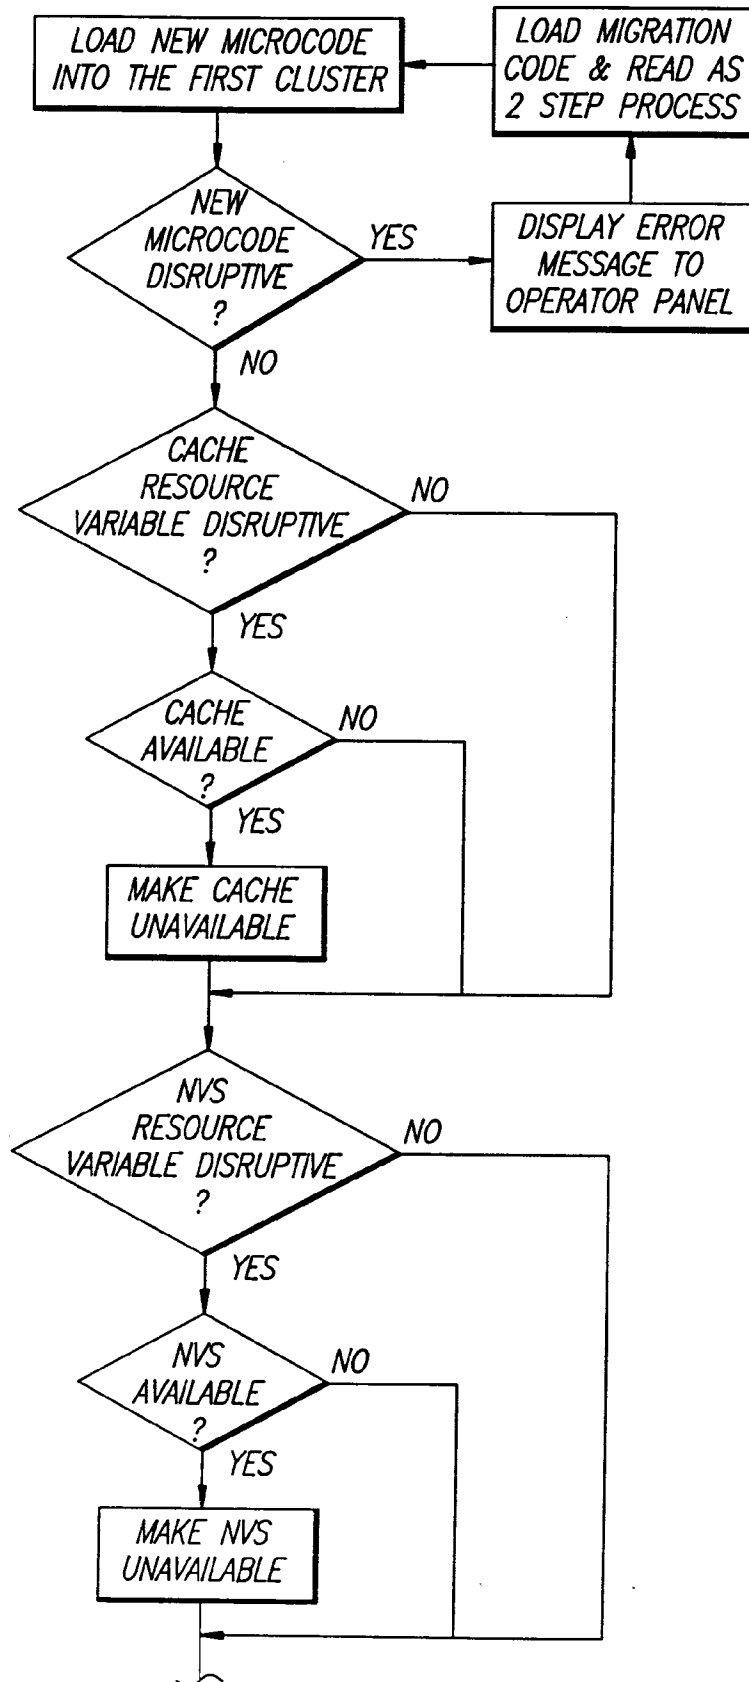 LOAD NEW MICROCODE
INTO THE FIRST CLUSTER
LOAD MIGRATION
CODE & READ AS
2 STEP PROCESS
NEW
MICROCODE
DISRUPTIVE
?
YES
DISPLAY ERROR
MESSAGE TO
OPERATOR PANEL
NO
CACHE
RESOURCE
VARIABLE DISRUPTIVE
?
NO
YES
CACHE
AVAILABLE
?
NO
YES
MAKE CACHE
UNAVAILABLE
NVS
RESOURCE
VARIABLE DISRUPTIVE
?
NO
YES
NVS
AVAILABLE
?
NO
YES
MAKE NVS
UNAVAILABLE